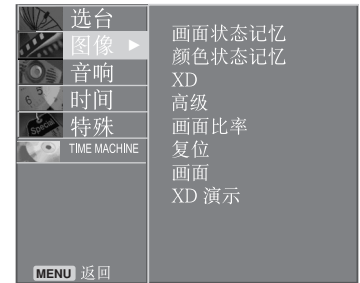 选台
图像
音响
时间
特殊
TIME MACHINE
MENU 返回
画面状态记忆
颜色状态记忆
XD
高级
画面比率
复位
画面
XD 演示